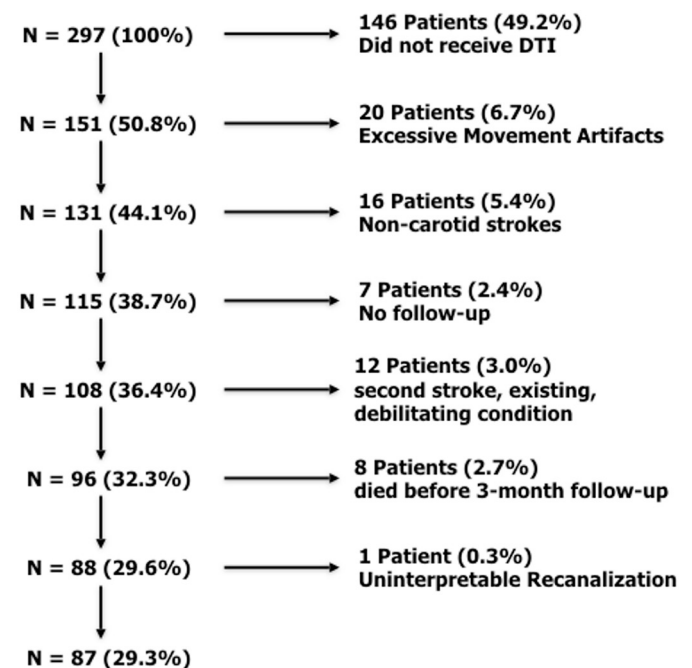 N = 297 (100%)
146 Patients (49.2%)
Did not receive DTI
N = 151 (50.8%)
20 Patients (6.7%)
Excessive Movement Artifacts
N = 131 (44.1%)
16 Patients (5.4%)
Non-carotid strokes
N = 115 (38.7%)
7 Patients (2.4%)
No follow-up
N = 108 (36.4%)
12 Patients (3.0%)
second stroke, existing,
debilitating condition
N = 96 (32.3%)
8 Patients (2.7%)
died before 3-month follow-up
N = 88 (29.6%)
1 Patient (0.3%)
Uninterpretable Recanalization
N = 87 (29.3%)